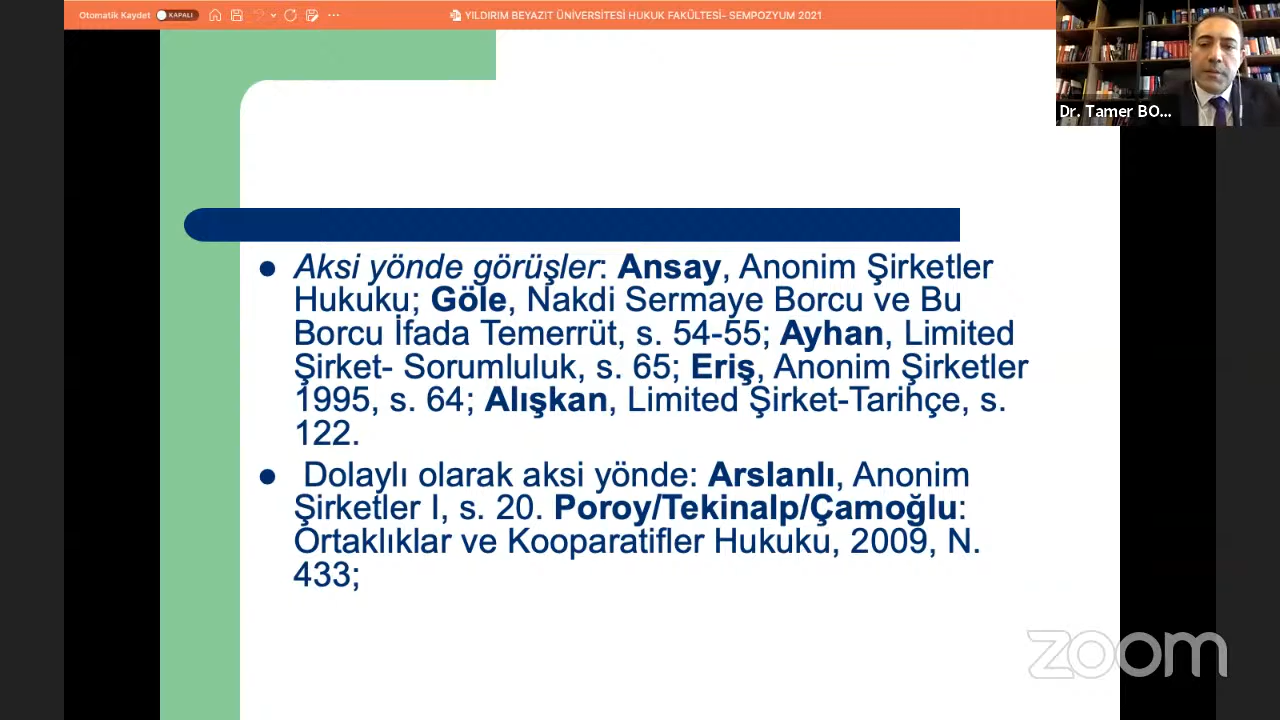 Otomatik Kaydet KAPALI
YILDIRIM BEYAZIT ÜNİVERSİTESİ HUKUK FAKÜLTESİ- SEMPOZYUM 2021
Dr. Tamer BO...
● Aksi yönde görüşler: Ansay, Anonim Şirketler
Hukuku; Göle, Nakdi Sermaye Borcu ve Bu
Borcu İfada Temerrüt, s. 54-55; Ayhan, Limited
Şirket- Sorumluluk, s. 65; Eriş, Anonim Şirketler
1995, s. 64; Alışkan, Limited Şirket-Tarihçe, s.
122.
● Dolaylı olarak aksi yönde: Arslanlı, Anonim
Şirketler I, s. 20. Poroy/Tekinalp/Çamoğlu:
Ortaklıklar ve Kooparatifler Hukuku, 2009, N.
433;
zoom